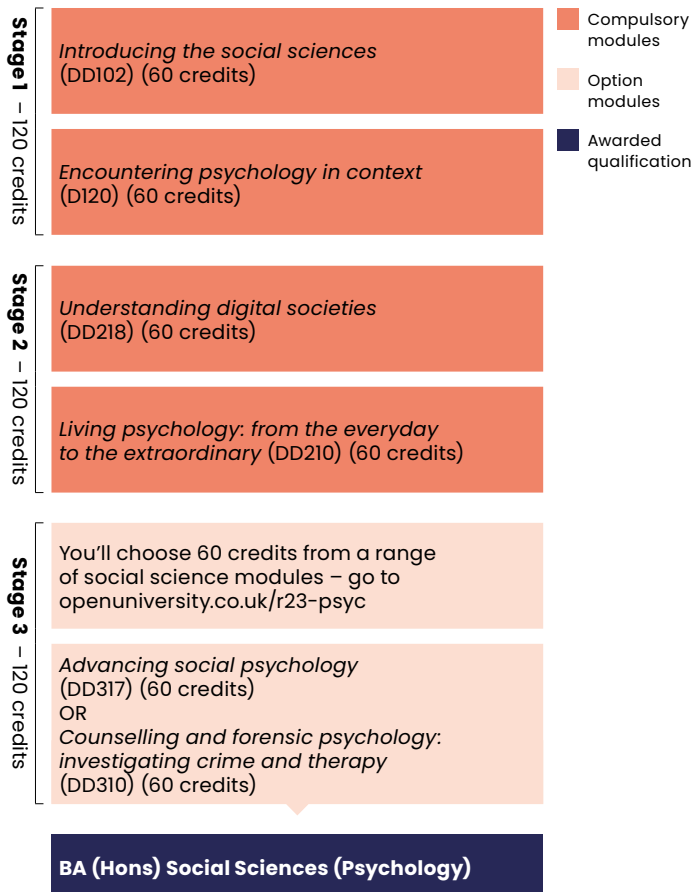 Stage 1 – 120 credits
Introducing the social sciences
(DD102) (60 credits)
Encountering psychology in context
(D120) (60 credits)
Compulsory
modules
Option
modules
Awarded
qualification
Stage 2 – 120 credits
Understanding digital societies
(DD218) (60 credits)
Living psychology: from the everyday
to the extraordinary (DD210) (60 credits)
Stage 3 – 120 credits
You’ll choose 60 credits from a range
of social science modules – go to
openuniversity.co.uk/r23-psyc
Advancing social psychology
(DD317) (60 credits)
OR
Counselling and forensic psychology:
investigating crime and therapy
(DD310) (60 credits)
BA (Hons) Social Sciences (Psychology)